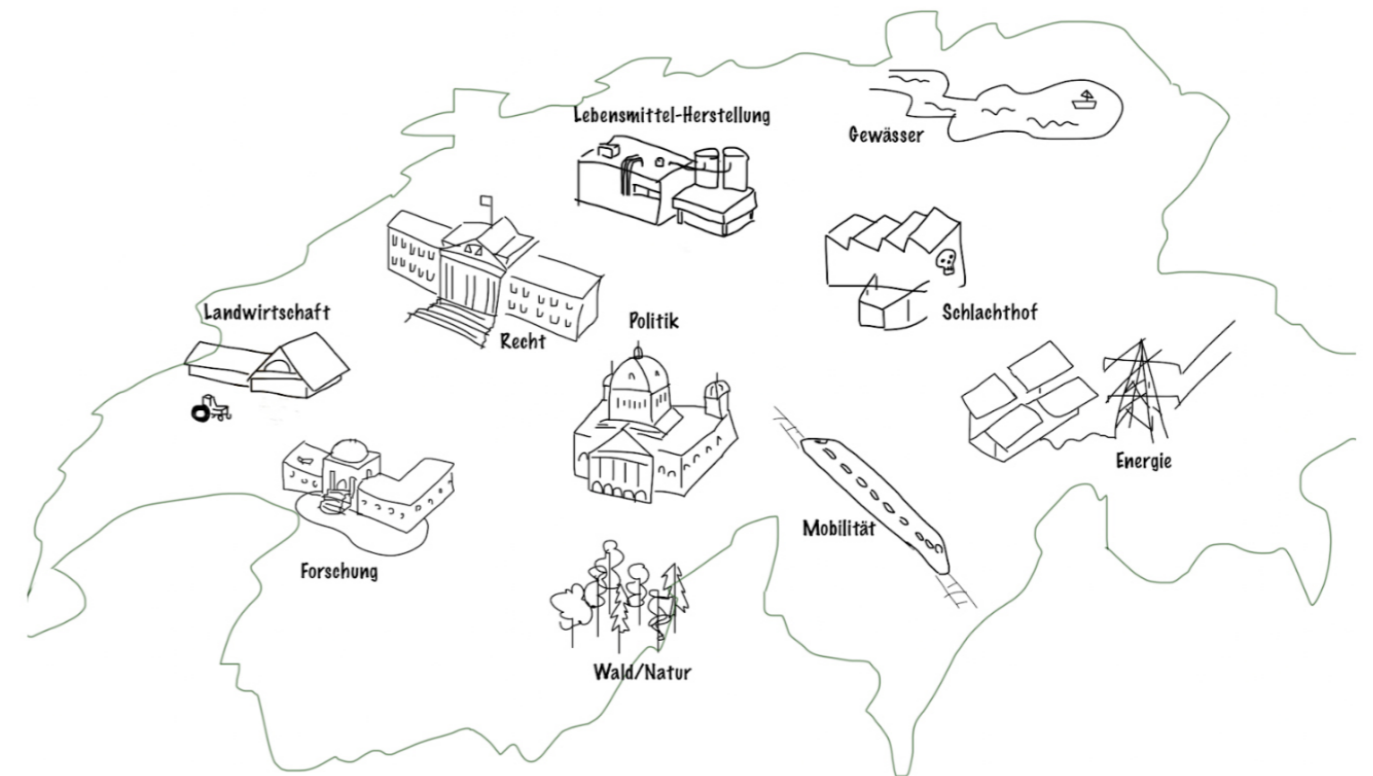 Lebensmittel-Herstellung
Gewässer
Landwirtschaft
Recht
Politik
Schlachthof
Energie
Mobilität
Forschung
Wald/Natur